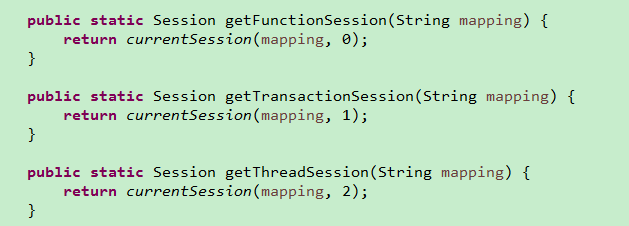 public static Session getFunctionSession(String mapping) {
return currentSession(mapping, 0);
}
public static Session getTransactionSession(String mapping) {
return currentSession(mapping, 1);
}
public static Session getThreadSession(String mapping) {
return currentSession(mapping, 2);
}